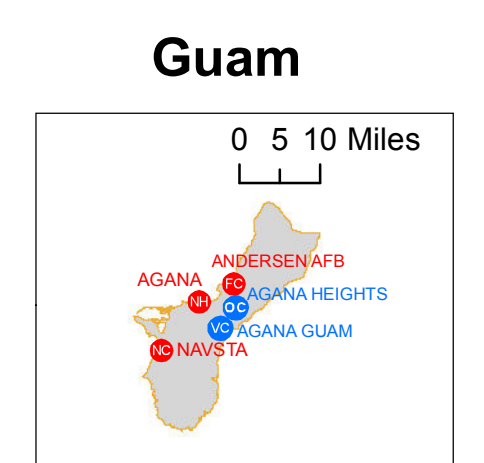 Guam
0 5 10 Miles
ANDERSEN AFB
FC
AGANA
NH
AGANA HEIGHTS
OC
VC AGANA GUAM
NC NAVSTA